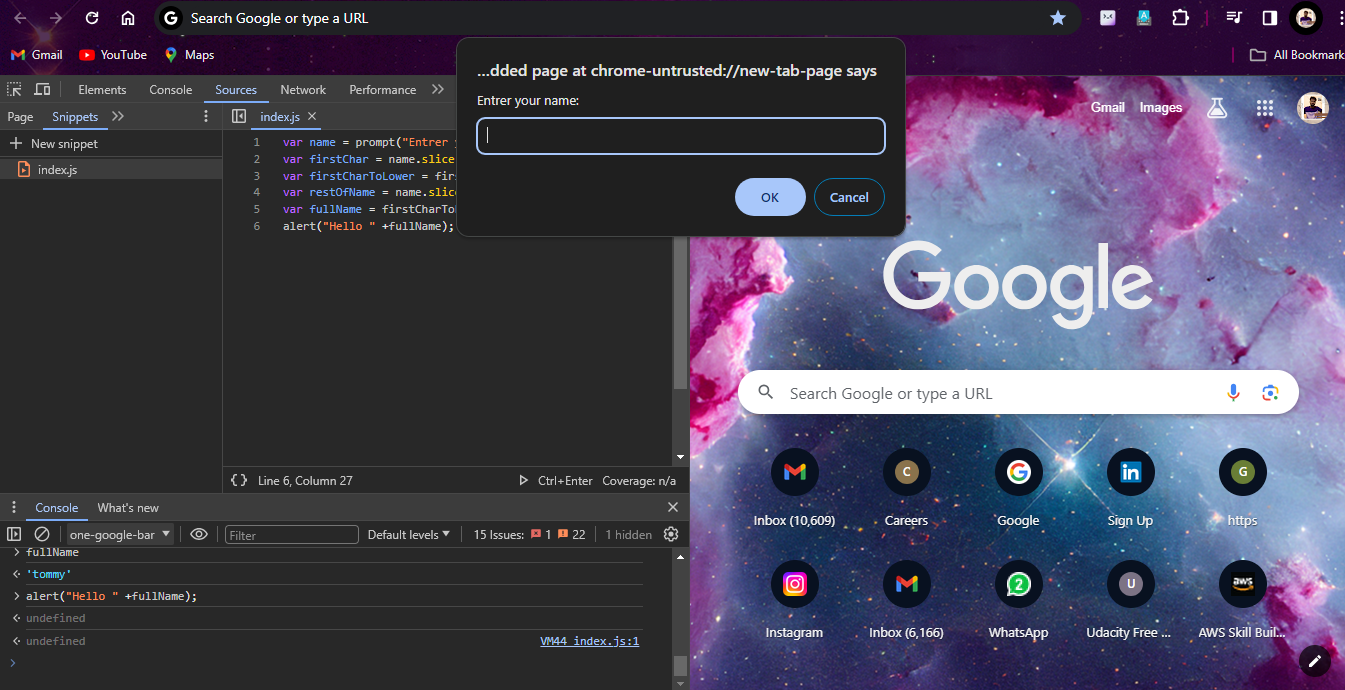 Search Google or type a URL
Gmail YouTube Maps
All Bookmark
...dded page at chrome-untrusted://new-tab-page says
Entrer your name:
OK Cancel
Elements Console Sources Network Performance
Page Snippets
index.js
New snippet
index.js
1 var name = prompt("Entrer
2 var firstChar = name.slice
3 var firstCharToLower = firs
4 var restOfName = name.slice
5 var fullName = firstCharTo
6 alert("Hello " +fullName);
{} Line 6, Column 27 Ctrl+Enter Coverage: n/a
Console What's new
one-google-bar Filter Default levels 15 Issues: 1 22 1 hidden
fullName
'tommy'
alert("Hello " +fullName);
undefined
undefined VM44 index.js:1
Gmail Images
Google
Search Google or type a URL
C G
Inbox (10,609) Careers Google Sign Up https
2 U aws
Instagram Inbox (6,166) WhatsApp Udacity Free ... AWS Skill Buil...